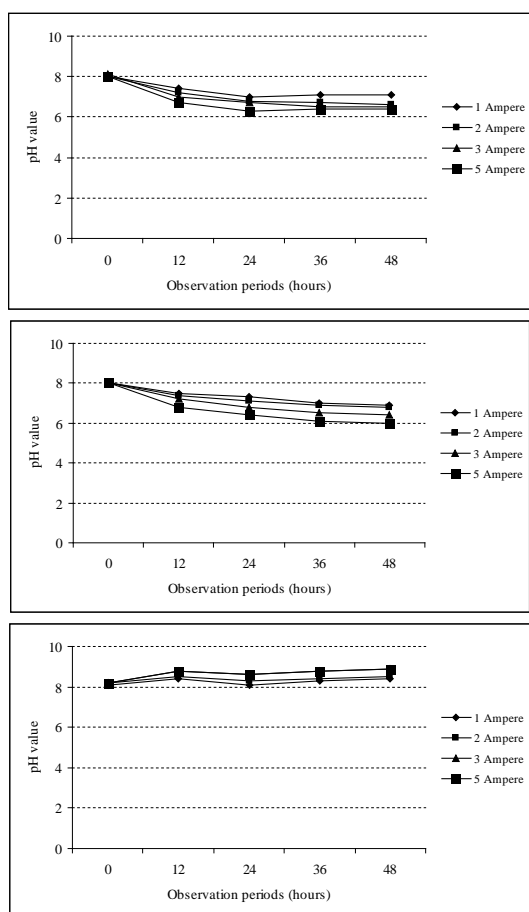 10
8
6
4
2
0
pH value
0 12 24 36 48
Observation periods (hours)
1 Ampere
2 Ampere
3 Ampere
5 Ampere
10
8
6
4
2
0
pH value
0 12 24 36 48
Observation periods (hours)
1 Ampere
2 Ampere
3 Ampere
5 Ampere
10
8
6
4
2
0
pH value
0 12 24 36 48
Observation periods (hours)
1 Ampere
2 Ampere
3 Ampere
5 Ampere